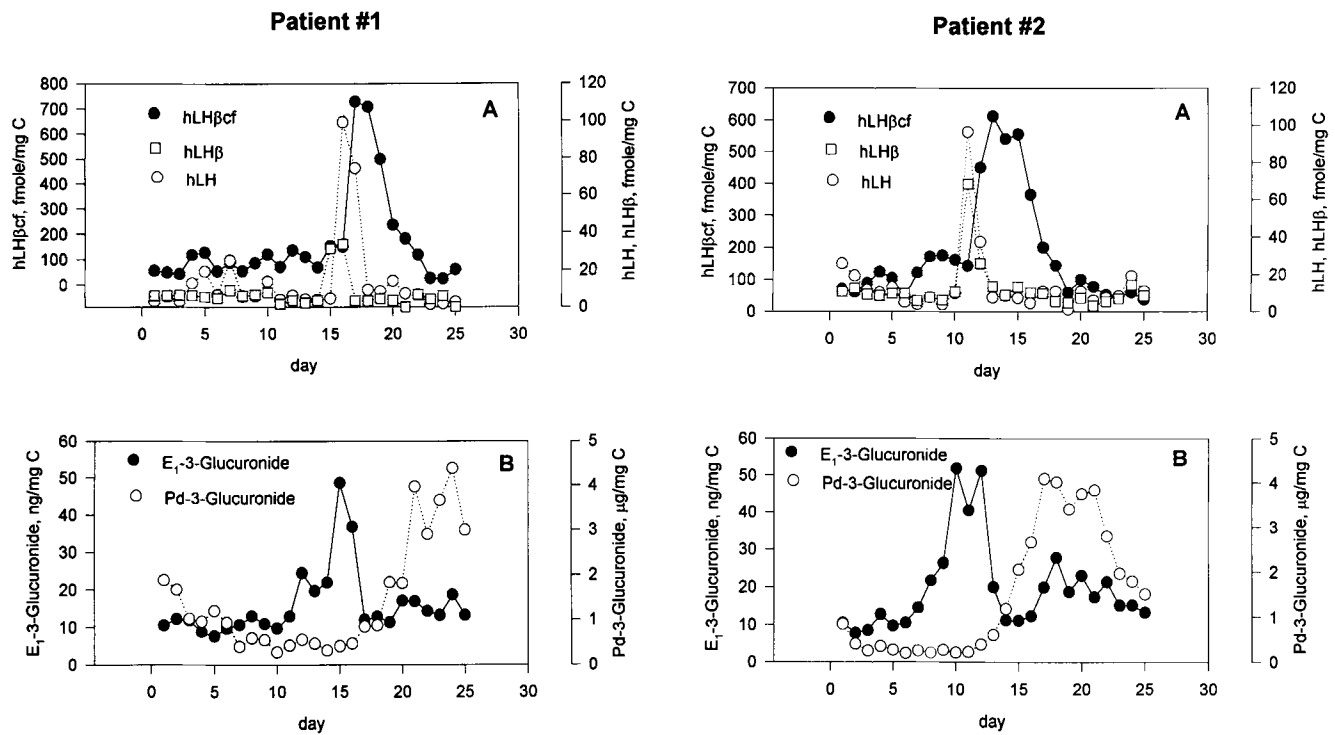 Patient #1
Patient #2
A
hLHβcf
hLHβ
hLH
800
700
600
500
400
300
200
100
0
hLHβcf, fmole/mg C
120
100
80
60
40
20
0
hLH, hLHβ, fmole/mg C
0 5 10 15 20 25 30
day
A
hLHβcf
hLHβ
hLH
700
600
500
400
300
200
100
0
hLHβcf, fmole/mg C
120
100
80
60
40
20
0
hLH, hLHβ, fmole/mg C
0 5 10 15 20 25 30
day
B
E1-3-Glucuronide
Pd-3-Glucuronide
60
50
40
30
20
10
0
E1-3-Glucuronide, ng/mg C
5
4
3
2
1
0
Pd-3-Glucuronide, μg/mg C
0 5 10 15 20 25 30
day
B
E1-3-Glucuronide
Pd-3-Glucuronide
60
50
40
30
20
10
0
E1-3-Glucuronide, ng/mg C
5
4
3
2
1
0
Pd-3-Glucuronide, μg/mg C
0 5 10 15 20 25 30
day